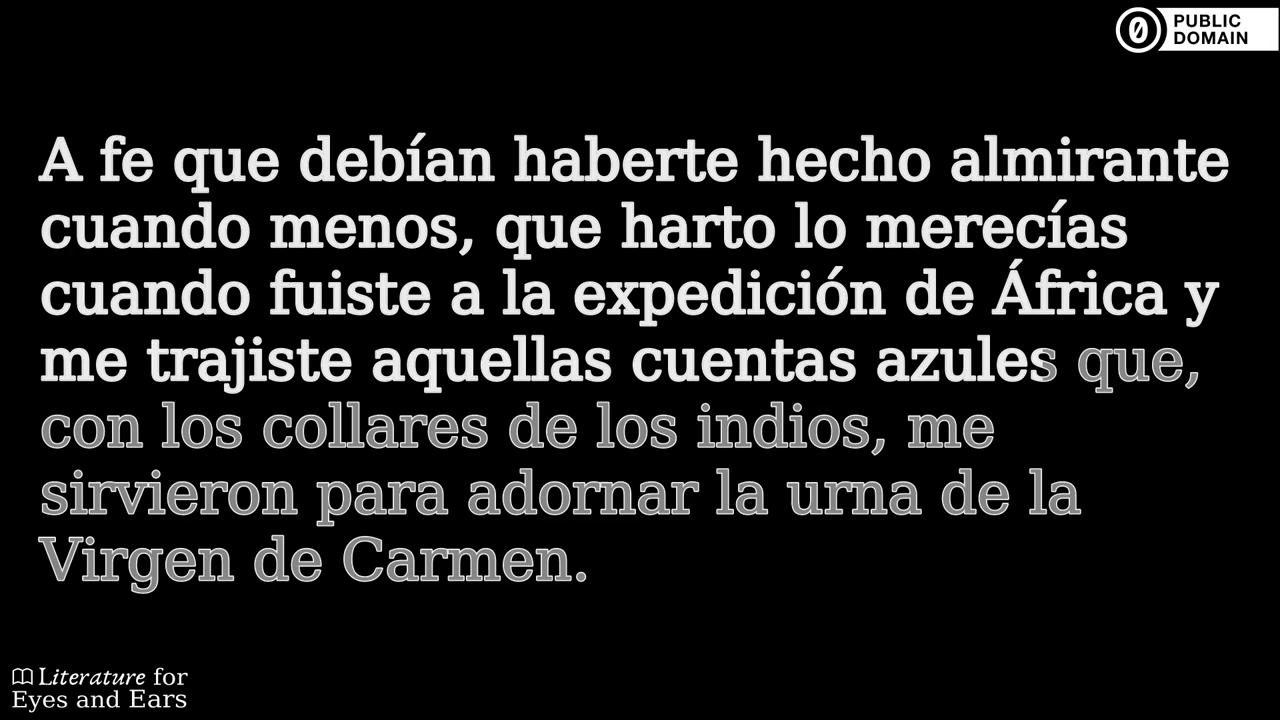 PUBLIC
DOMAIN
A fe que debían haberte hecho almirante
cuando menos, que harto lo merecías
cuando fuiste a la expedición de África y
me trajiste aquellas cuentas azules que,
con los collares de los indios, me
sirvieron para adornar la urna de la
Virgen de Carmen.
Literature for
Eyes and Ears